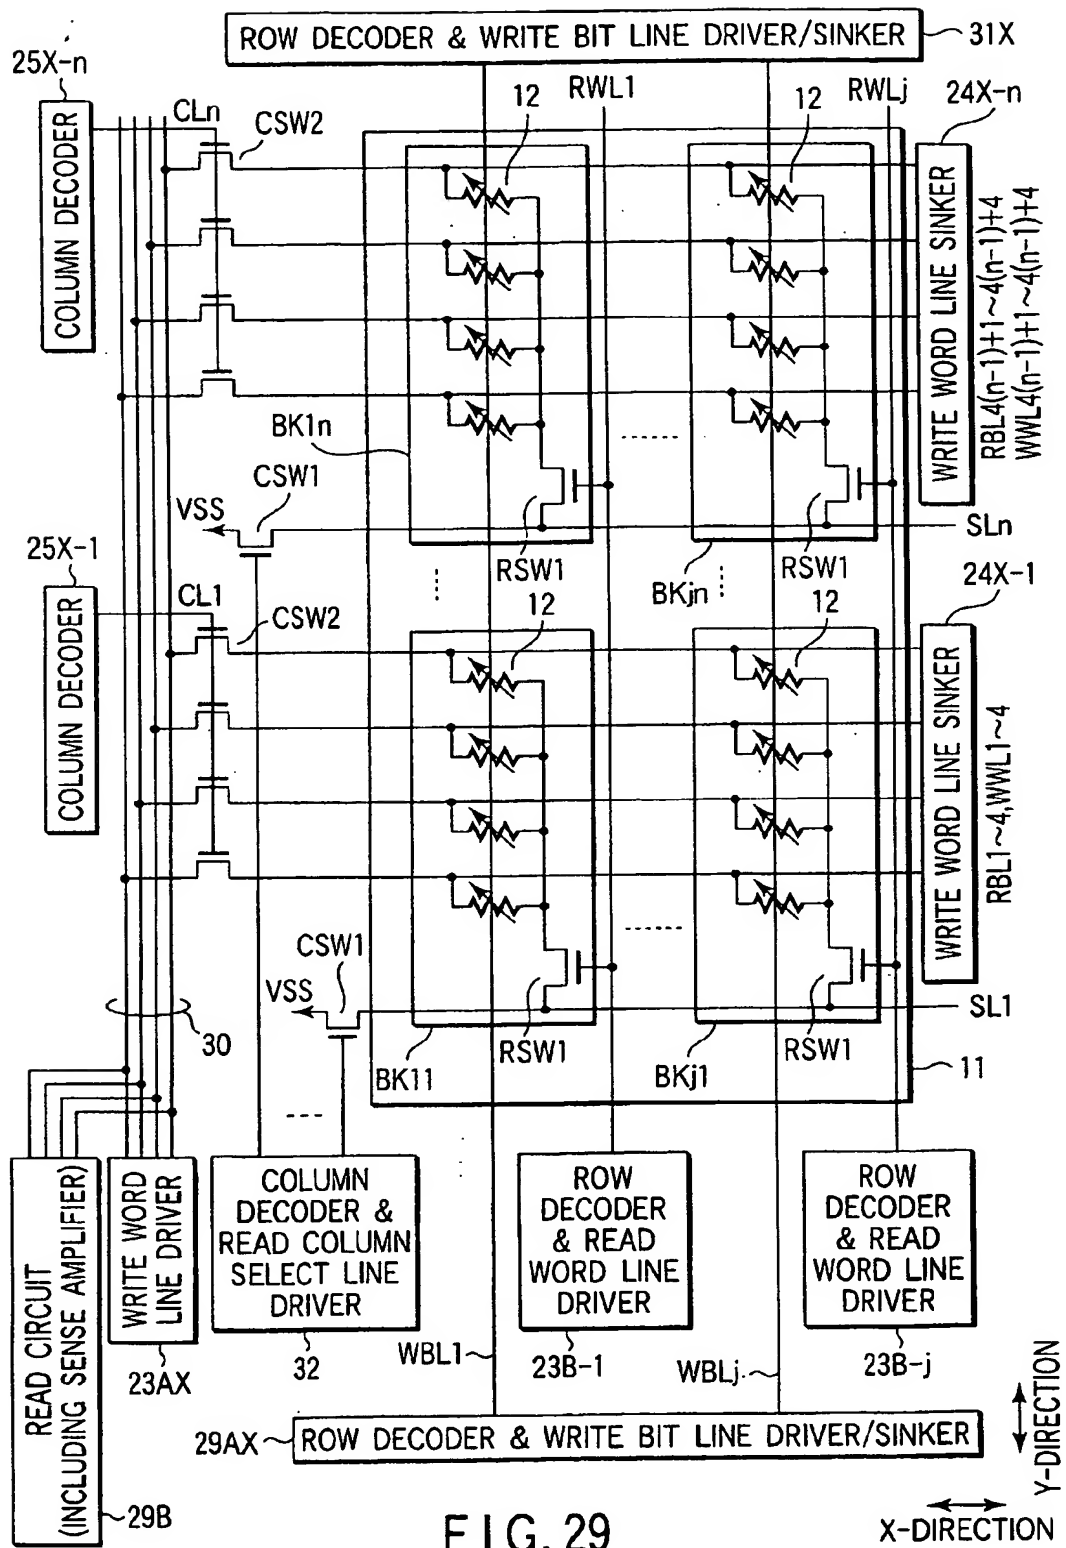 ROW DECODER & WRITE BIT LINE DRIVER/SINKER
31X
25X-n
COLUMN DECODER
CLn
CSW2
12
RWL1
12
RWLj
24X-n
WRITE WORD LINE SINKER
RBL4(n-1)+1~4(n-1)+4
WWL4(n-1)+1~4(n-1)+4
BK1n
CSW1
VSS
RSW1
BKjn
RSW1
SLn
25X-1
COLUMN DECODER
CL1
CSW2
12
12
24X-1
WRITE WORD LINE SINKER
RBL1~4,WWL1~4
CSW1
VSS
30
BK11
RSW1
BKj1
RSW1
SL1
11
READ CIRCUIT
(INCLUDING SENSE AMPLIFIER)
29B
WRITE WORD
LINE DRIVER
23AX
COLUMN
DECODER &
READ COLUMN
SELECT LINE
DRIVER
32
WBL1
ROW
DECODER
& READ
WORD LINE
DRIVER
23B-1
WBLj
ROW
DECODER
& READ
WORD LINE
DRIVER
23B-j
29AX
ROW DECODER & WRITE BIT LINE DRIVER/SINKER
Y-DIRECTION
X-DIRECTION
FIG. 29